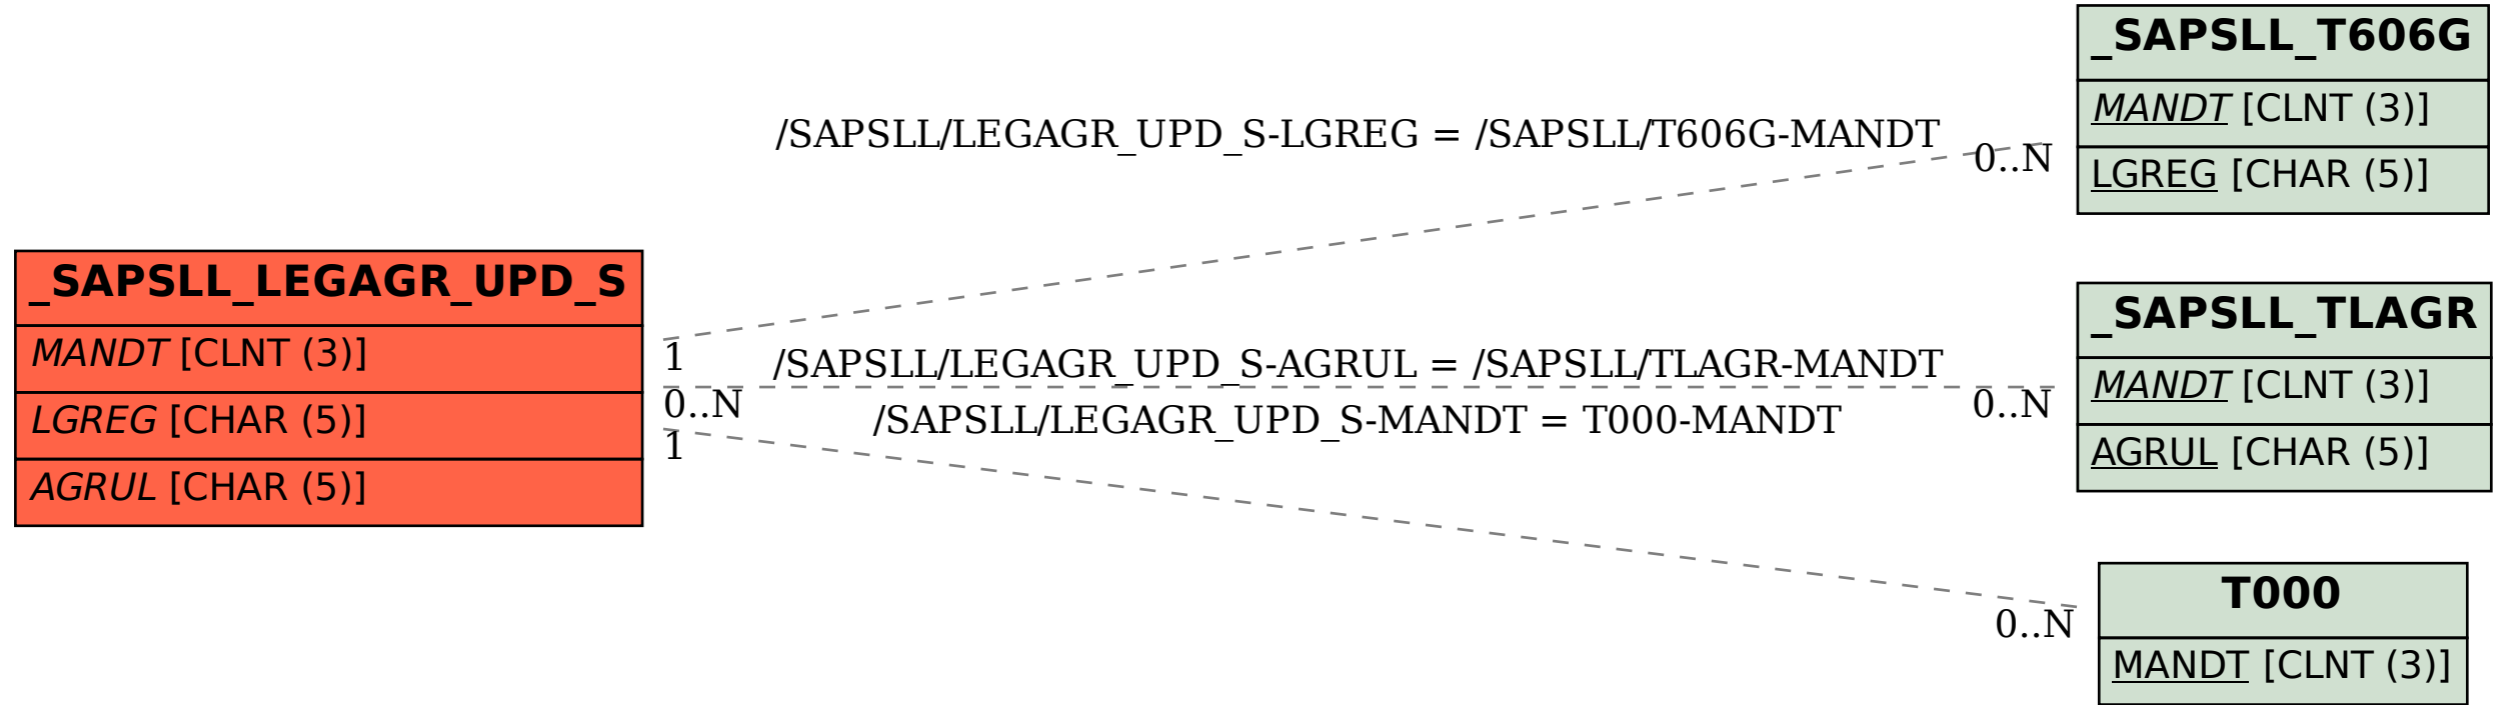 _SAPSLL_LEGAGR_UPD_S
MANDT [CLNT (3)]
LGREG [CHAR (5)]
AGRUL [CHAR (5)]
/SAPSLL/LEGAGR_UPD_S-LGREG = /SAPSLL/T606G-MANDT
0..N
1
/SAPSLL/LEGAGR_UPD_S-AGRUL = /SAPSLL/TLAGR-MANDT
0..N
0..N
/SAPSLL/LEGAGR_UPD_S-MANDT = T000-MANDT
1
0..N
_SAPSLL_T606G
MANDT [CLNT (3)]
LGREG [CHAR (5)]
_SAPSLL_TLAGR
MANDT [CLNT (3)]
AGRUL [CHAR (5)]
T000
MANDT [CLNT (3)]